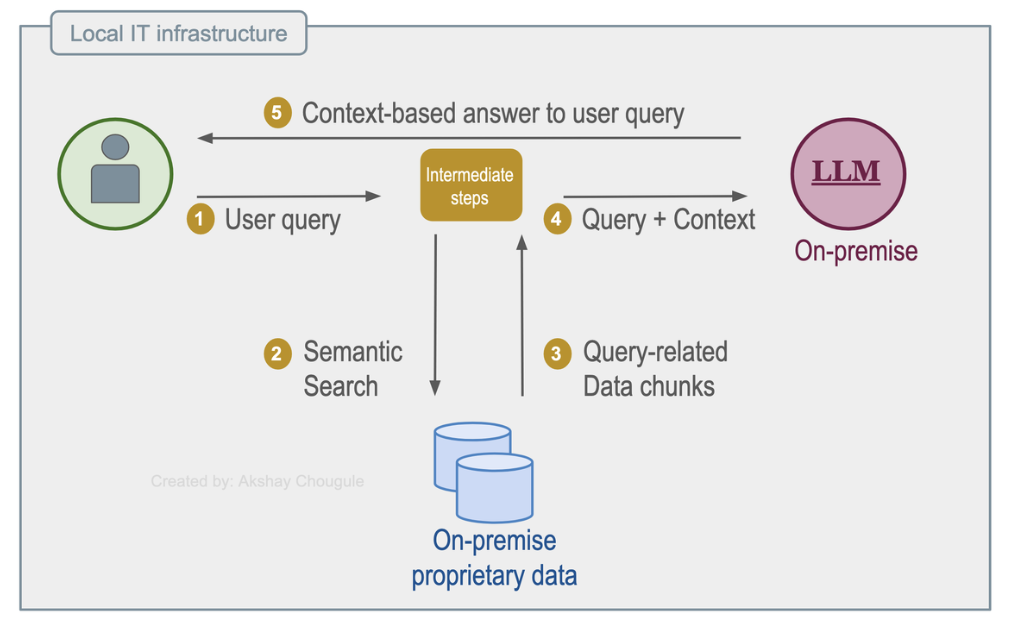 Local IT infrastructure
5 Context-based answer to user query
Intermediate
steps
LLM
1 User query
4 Query + Context
On-premise
2 Semantic
Search
3 Query-related
Data chunks
Created by: Akshay Chougule
On-premise
proprietary data